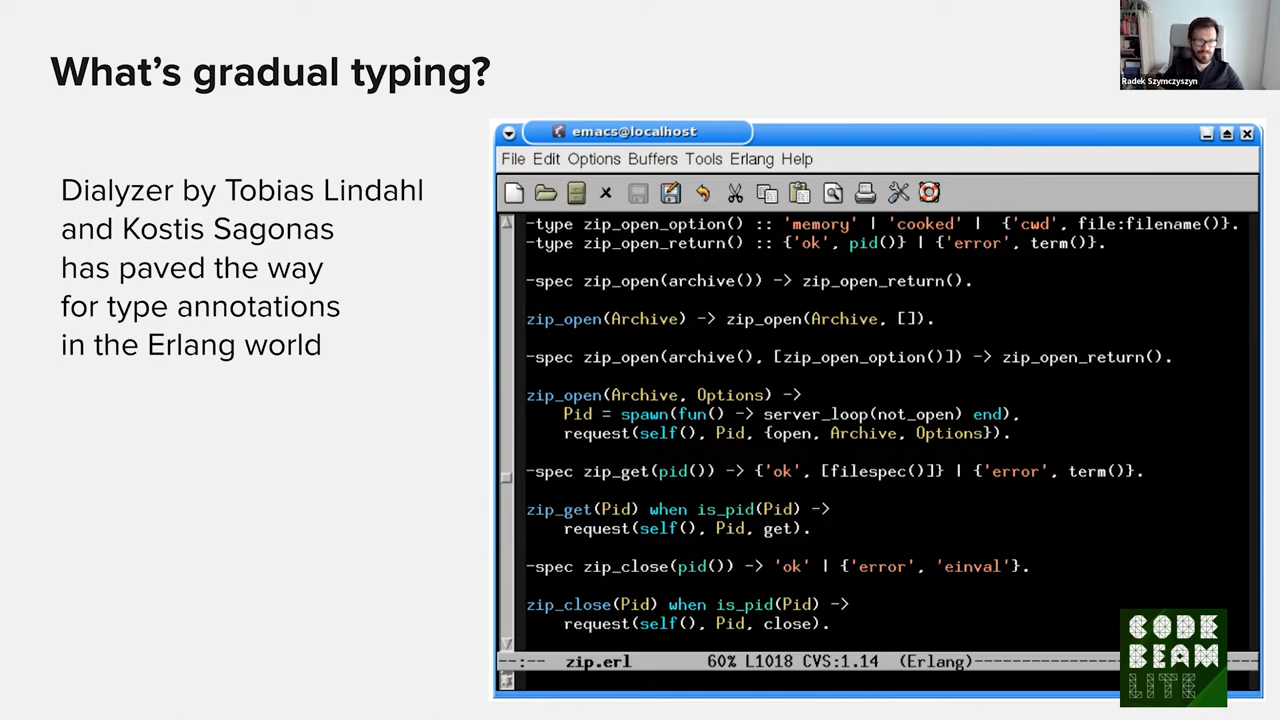 What's gradual typing?
Radek Szymczyszyn
Dialyzer by Tobias Lindahl
and Kostis Sagonas
has paved the way
for type annotations
in the Erlang world
emacs@localhost
File Edit Options Buffers Tools Erlang Help
-type zip_open_option() :: 'memory' | 'cooked' | {'cwd', file:filename()}.
-type zip_open_return() :: {'ok', pid()} | {'error', term()}.
-spec zip_open(archive()) -> zip_open_return().
zip_open(Archive) -> zip_open(Archive, []).
-spec zip_open(archive(), [zip_open_option()]) -> zip_open_return().
zip_open(Archive, Options) ->
    Pid = spawn(fun() -> server_loop(not_open) end),
    request(self(), Pid, {open, Archive, Options}).
-spec zip_get(pid()) -> {'ok', [filespec()]} | {'error', term()}.
zip_get(Pid) when is_pid(Pid) ->
    request(self(), Pid, get).
-spec zip_close(pid()) -> 'ok' | {'error', 'einval'}.
zip_close(Pid) when is_pid(Pid) ->
    request(self(), Pid, close).
--:-- zip.erl 60% L1018 CVS:1.14 (Erlang)
CODE
BEAM
LITE